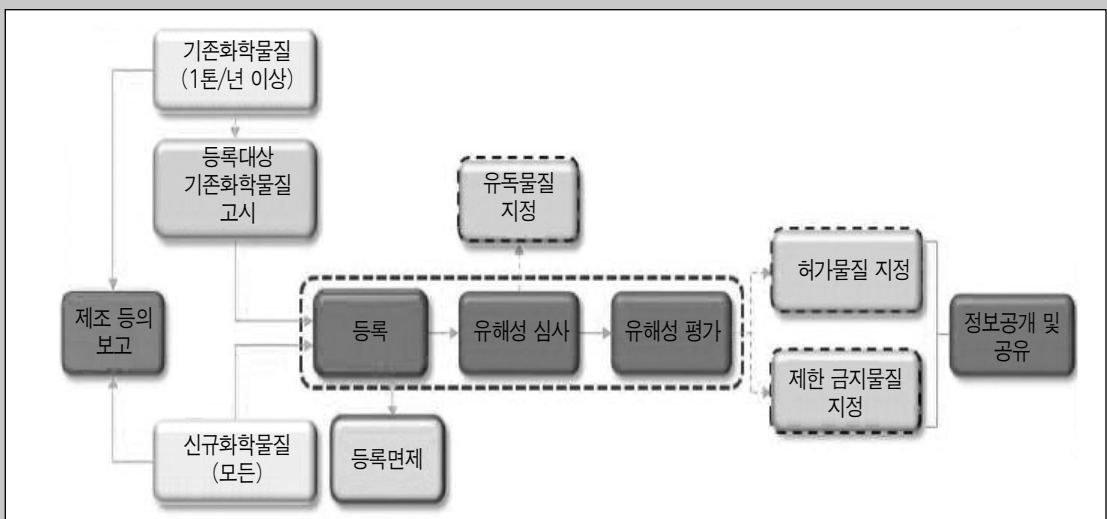 기존화학물질
(1톤/년 이상)
등록대상
기존화학물질
고시
유독물질
지정
허가물질 지정
제조 등의
보고
등록
유해성 심사
유해성 평가
정보공개 및
공유
제한 금지물질
지정
신규화학물질
(모든)
등록면제